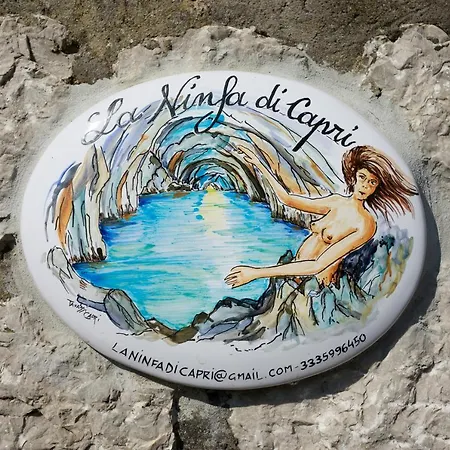 La Ninfa di Capri
LANINFADICAPRI@GMAIL.COM-3335996450